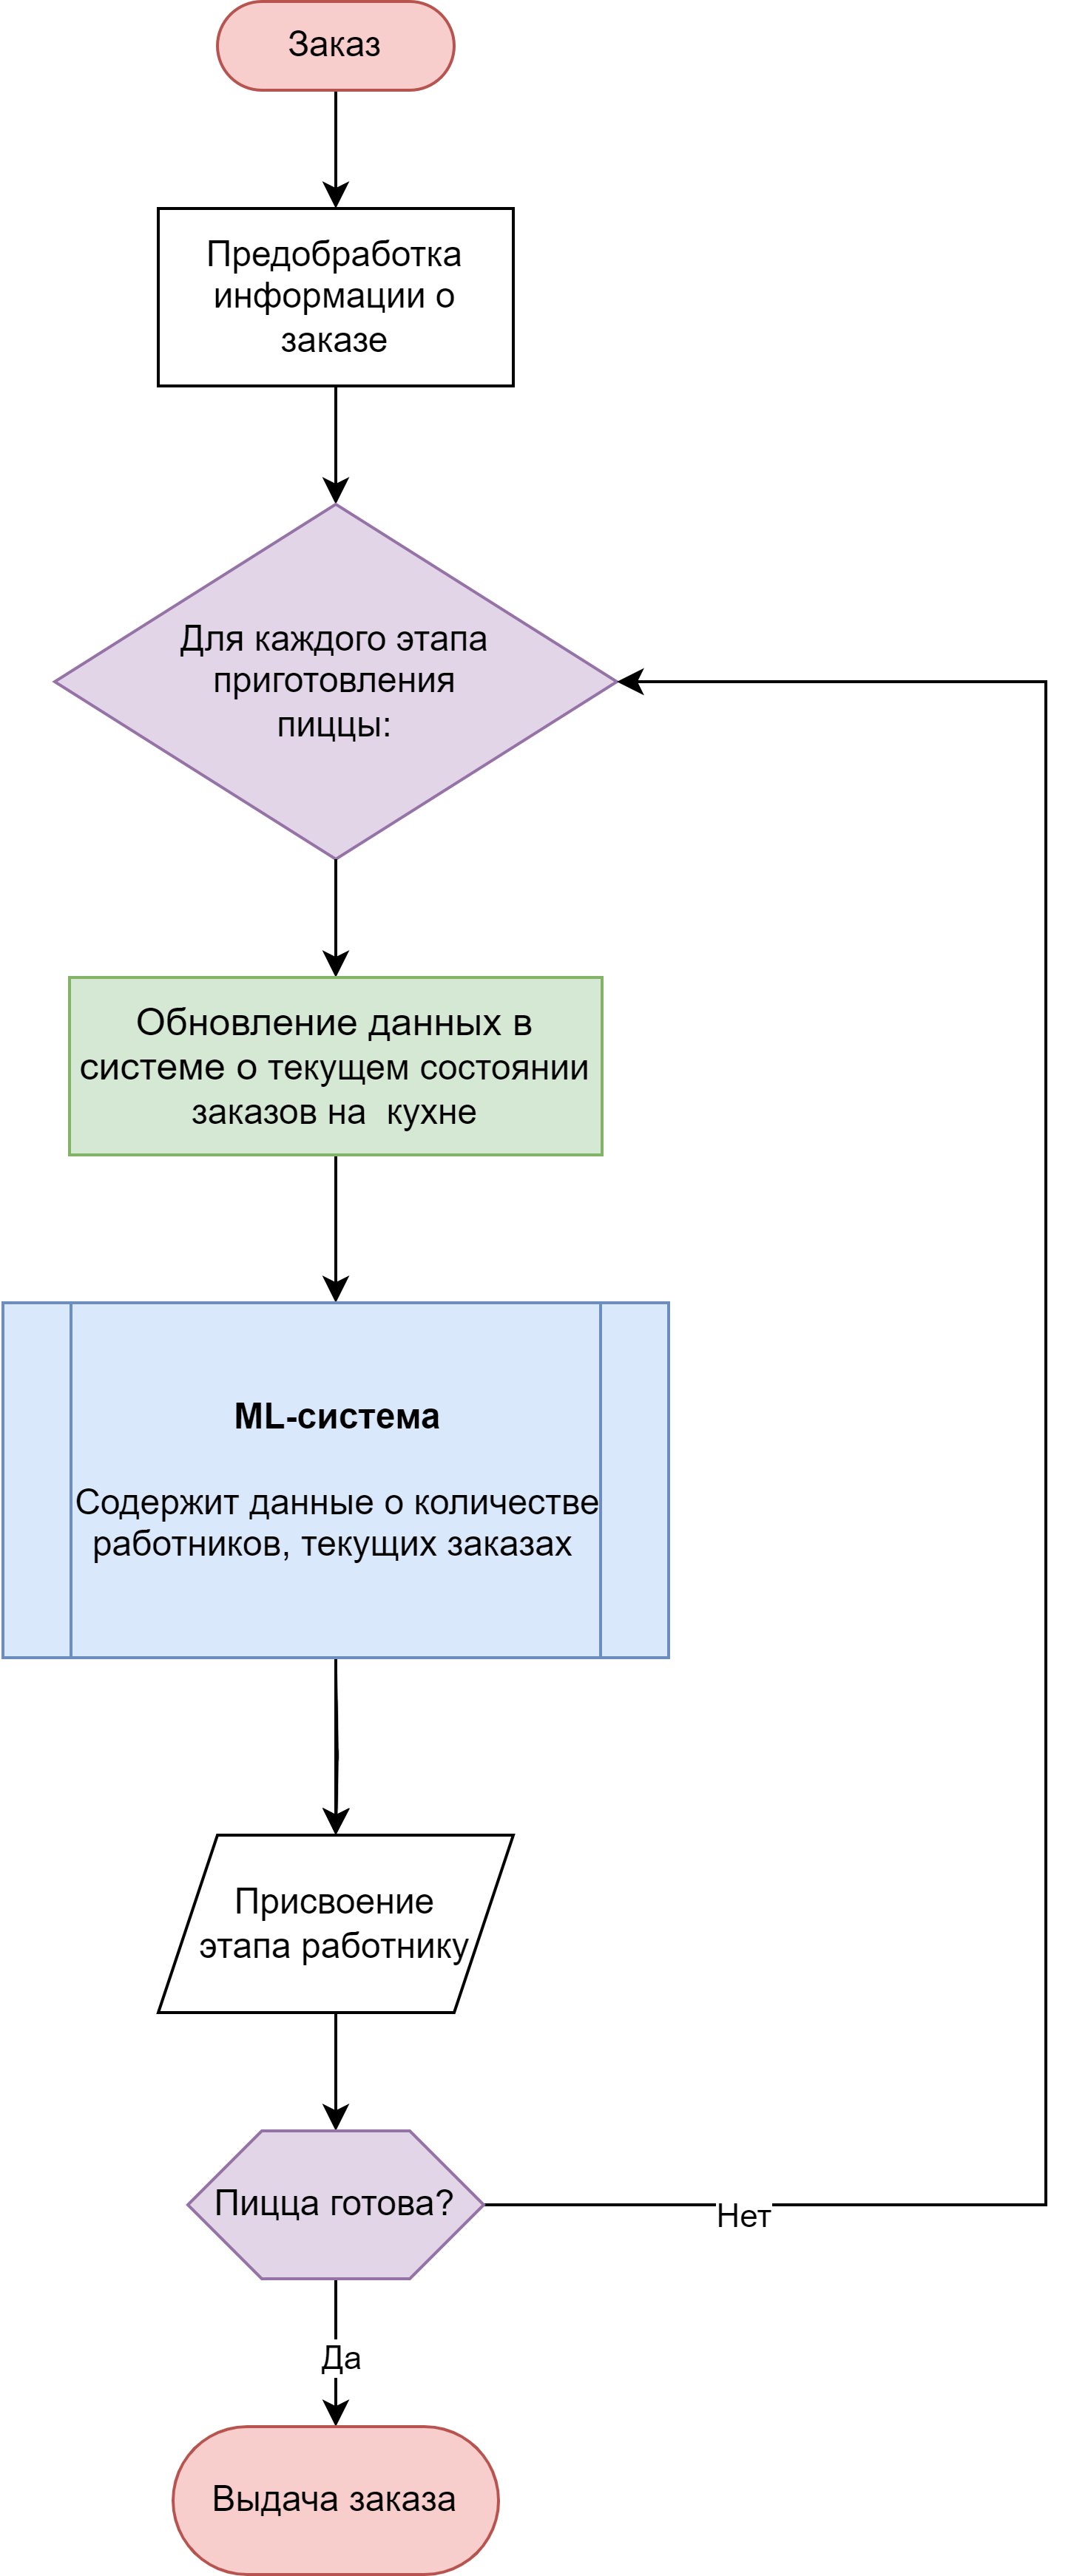 Заказ
Предобработка
информации о
заказе
Для каждого этапа
приготовления
пиццы:
Обновление данных в
системе о текущем состоянии
заказов на  кухне
ML-система
Содержит данные о количестве
работников, текущих заказах
Присвоение
этапа работнику
Пицца готова?
Нет
Да
Выдача заказа